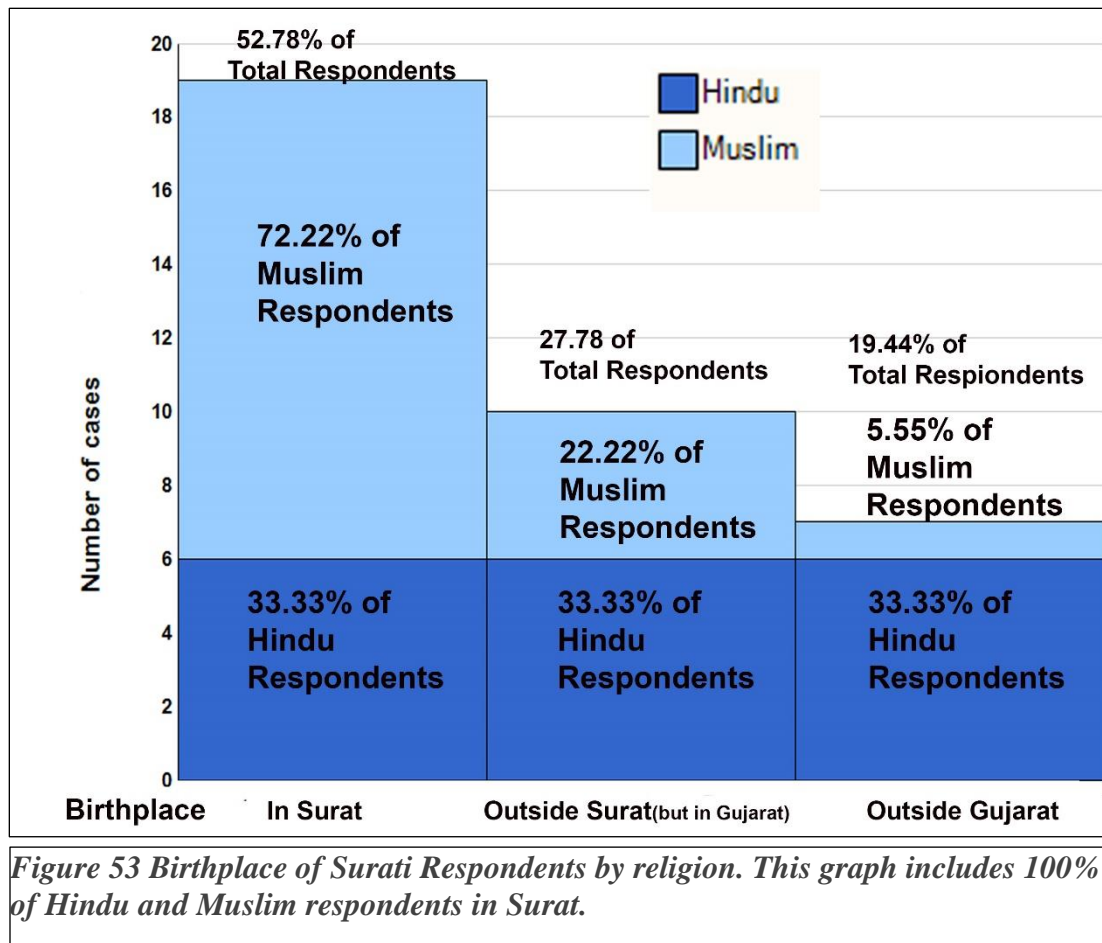 52.78% of
Total Respondents
20
18
16
14
12
10
8
6
4
2
0
Number of cases
Hindu
Muslim
72.22% of
Muslim
Respondents
27.78 of
Total Respondents
19.44% of
Total Respiondents
22.22% of
Muslim
Respondents
5.55% of
Muslim
Respondents
33.33% of
Hindu
Respondents
33.33% of
Hindu
Respondents
33.33% of
Hindu
Respondents
Birthplace In Surat Outside Surat(but in Gujarat) Outside Gujarat
Figure 53 Birthplace of Surati Respondents by religion. This graph includes 100%
of Hindu and Muslim respondents in Surat.